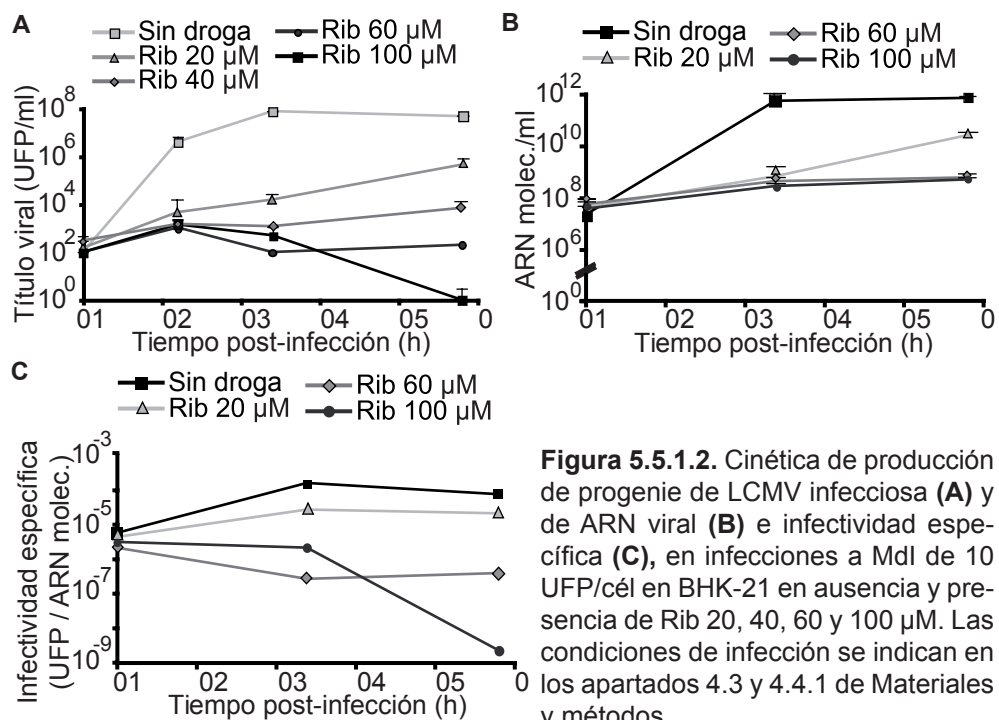 A
Sin droga
Rib 60 µM
Rib 20 µM
Rib 100 µM
Rib 40 µM
Título viral (UFP/ml)
10^8
10^6
10^4
10^2
10^0
01 02 03 04 05 0
Tiempo post-infección (h)
B
Sin droga
Rib 60 µM
Rib 20 µM
Rib 100 µM
ARN molec./ml
10^12
10^10
10^8
10^6
10^0
01 02 03 04 05 0
Tiempo post-infección (h)
C
Sin droga
Rib 60 µM
Rib 20 µM
Rib 100 µM
Infectividad específica
(UFP / ARN molec.)
10^-3
10^-5
10^-7
10^-9
01 02 03 04 05 0
Tiempo post-infección (h)
Figura 5.5.1.2. Cinética de producción
de progenie de LCMV infecciosa (A) y
de ARN viral (B) e infectividad espe-
cífica (C), en infecciones a MdI de 10
UFP/cél en BHK-21 en ausencia y pre-
sencia de Rib 20, 40, 60 y 100 µM. Las
condiciones de infección se indican en
los apartados 4.3 y 4.4.1 de Materiales
y métodos